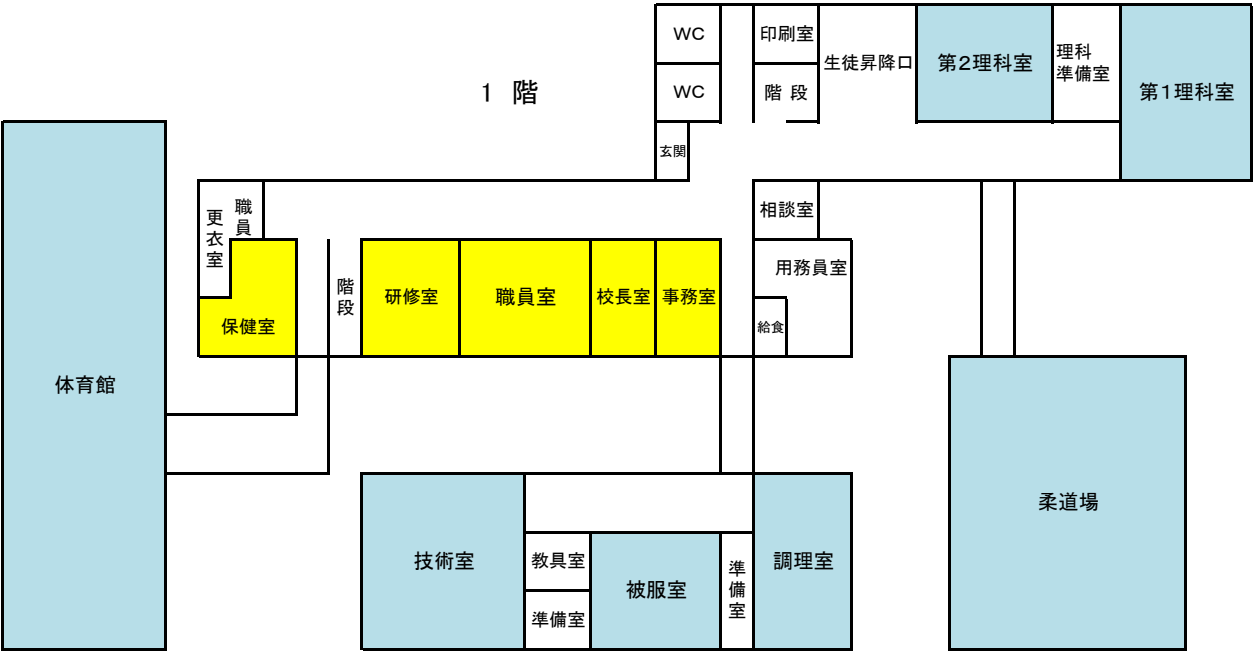 WC
印刷室
生徒昇降口
第2理科室
理科
準備室
第1理科室
1 階
WC
階 段
玄関
職員
更衣室
相談室
用務員室
階段
研修室
職員室
校長室
事務室
保健室
給食
体育館
柔道場
技術室
教具室
準備室
被服室
準備室
調理室